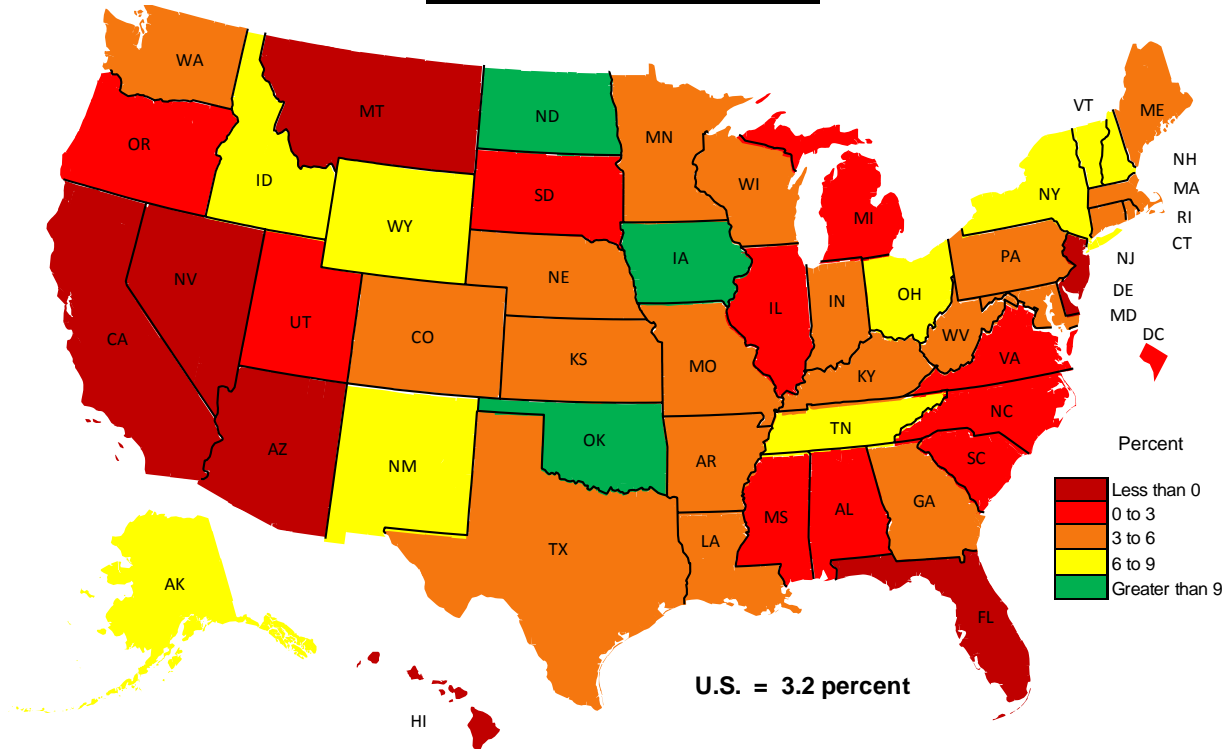 WA
MT
ND
MN
VT
ME
OR
ID
SD
WI
MI
NY
NH
MA
RI
CT
WY
IA
NE
PA
NJ
NV
UT
CO
IL
IN
OH
DE
MD
DC
CA
KS
MO
WV
VA
KY
AZ
NM
OK
AR
TN
NC
SC
TX
LA
MS
AL
GA
FL
AK
HI
Percent
Less than 0
0 to 3
3 to 6
6 to 9
Greater than 9
U.S. = 3.2 percent